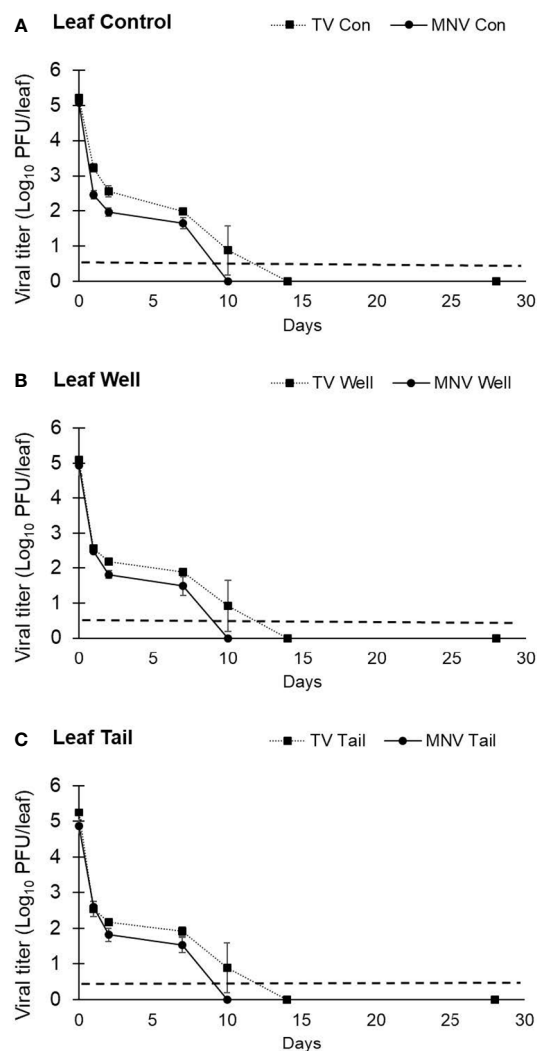 A Leaf Control
TV Con MNV Con
Viral titer (Log10 PFU/leaf)
6
5
4
3
2
1
0
0 5 10 15 20 25 30
Days
B Leaf Well
TV Well MNV Well
Viral titer (Log10 PFU/leaf)
6
5
4
3
2
1
0
0 5 10 15 20 25 30
Days
C Leaf Tail
TV Tail MNV Tail
Viral titer (Log10 PFU/leaf)
6
5
4
3
2
1
0
0 5 10 15 20 25 30
Days